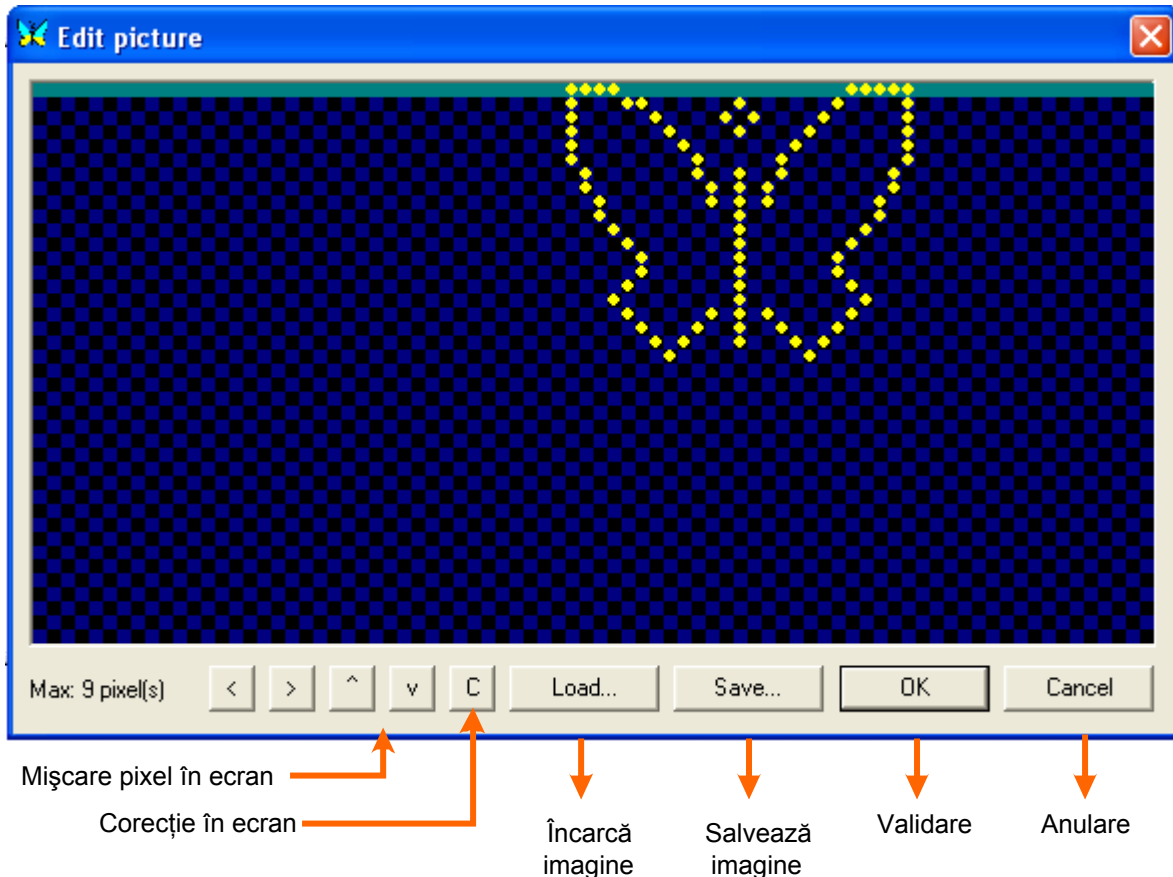 Edit picture
Max: 9 pixel(s)
<
>
^
v
C
Load...
Save...
OK
Cancel
Mişcare pixel în ecran
Corecţie în ecran
Încarcă
imagine
Salvează
imagine
Validare
Anulare